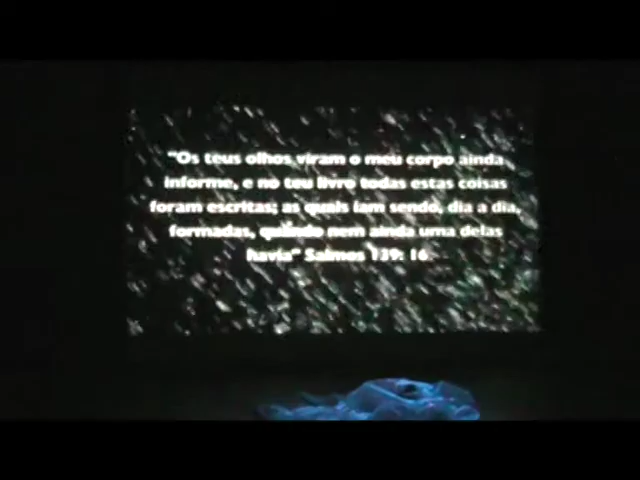 "Os teus olhos viram o meu corpo ainda
informe, e no teu livro todas estas coisas
foram escritas; as quais iam sendo, dia a dia,
formadas, quando nem ainda uma delas
havia" Salmos 139: 16